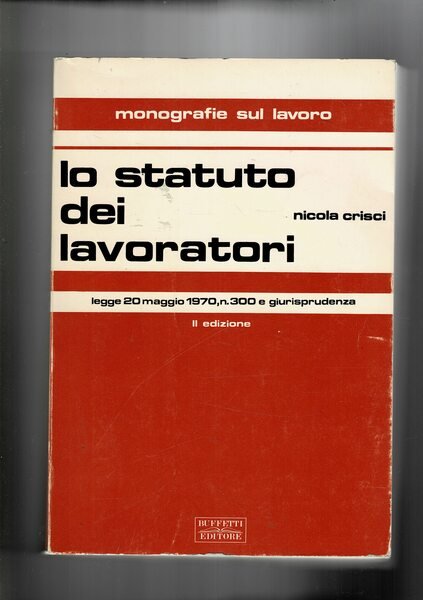 monografie sul lavoro
lo statuto
dei
nicola crisci
lavoratori
legge 20 maggio 1970, n.300 e giurisprudenza
II edizione
BUFFETTI
EDITORE